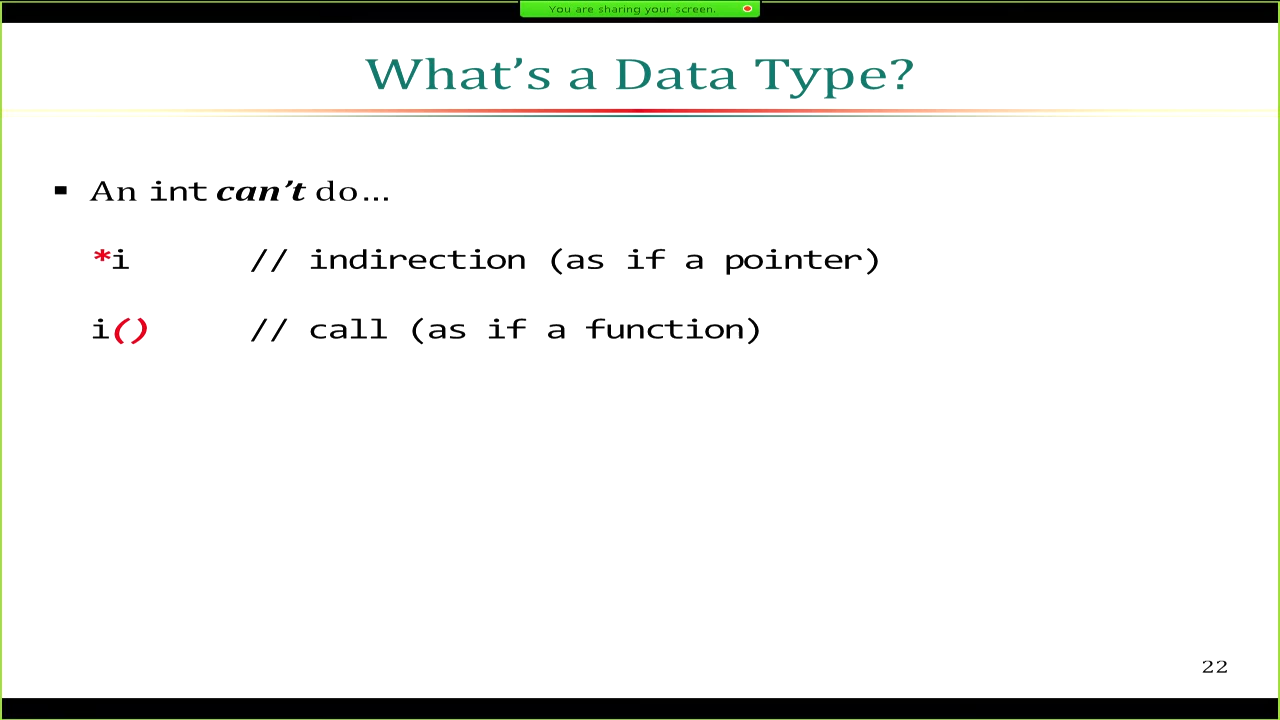 You are sharing your screen.
What's a Data Type?
▪ An int can't do…
*i // indirection (as if a pointer)
i() // call (as if a function)
22